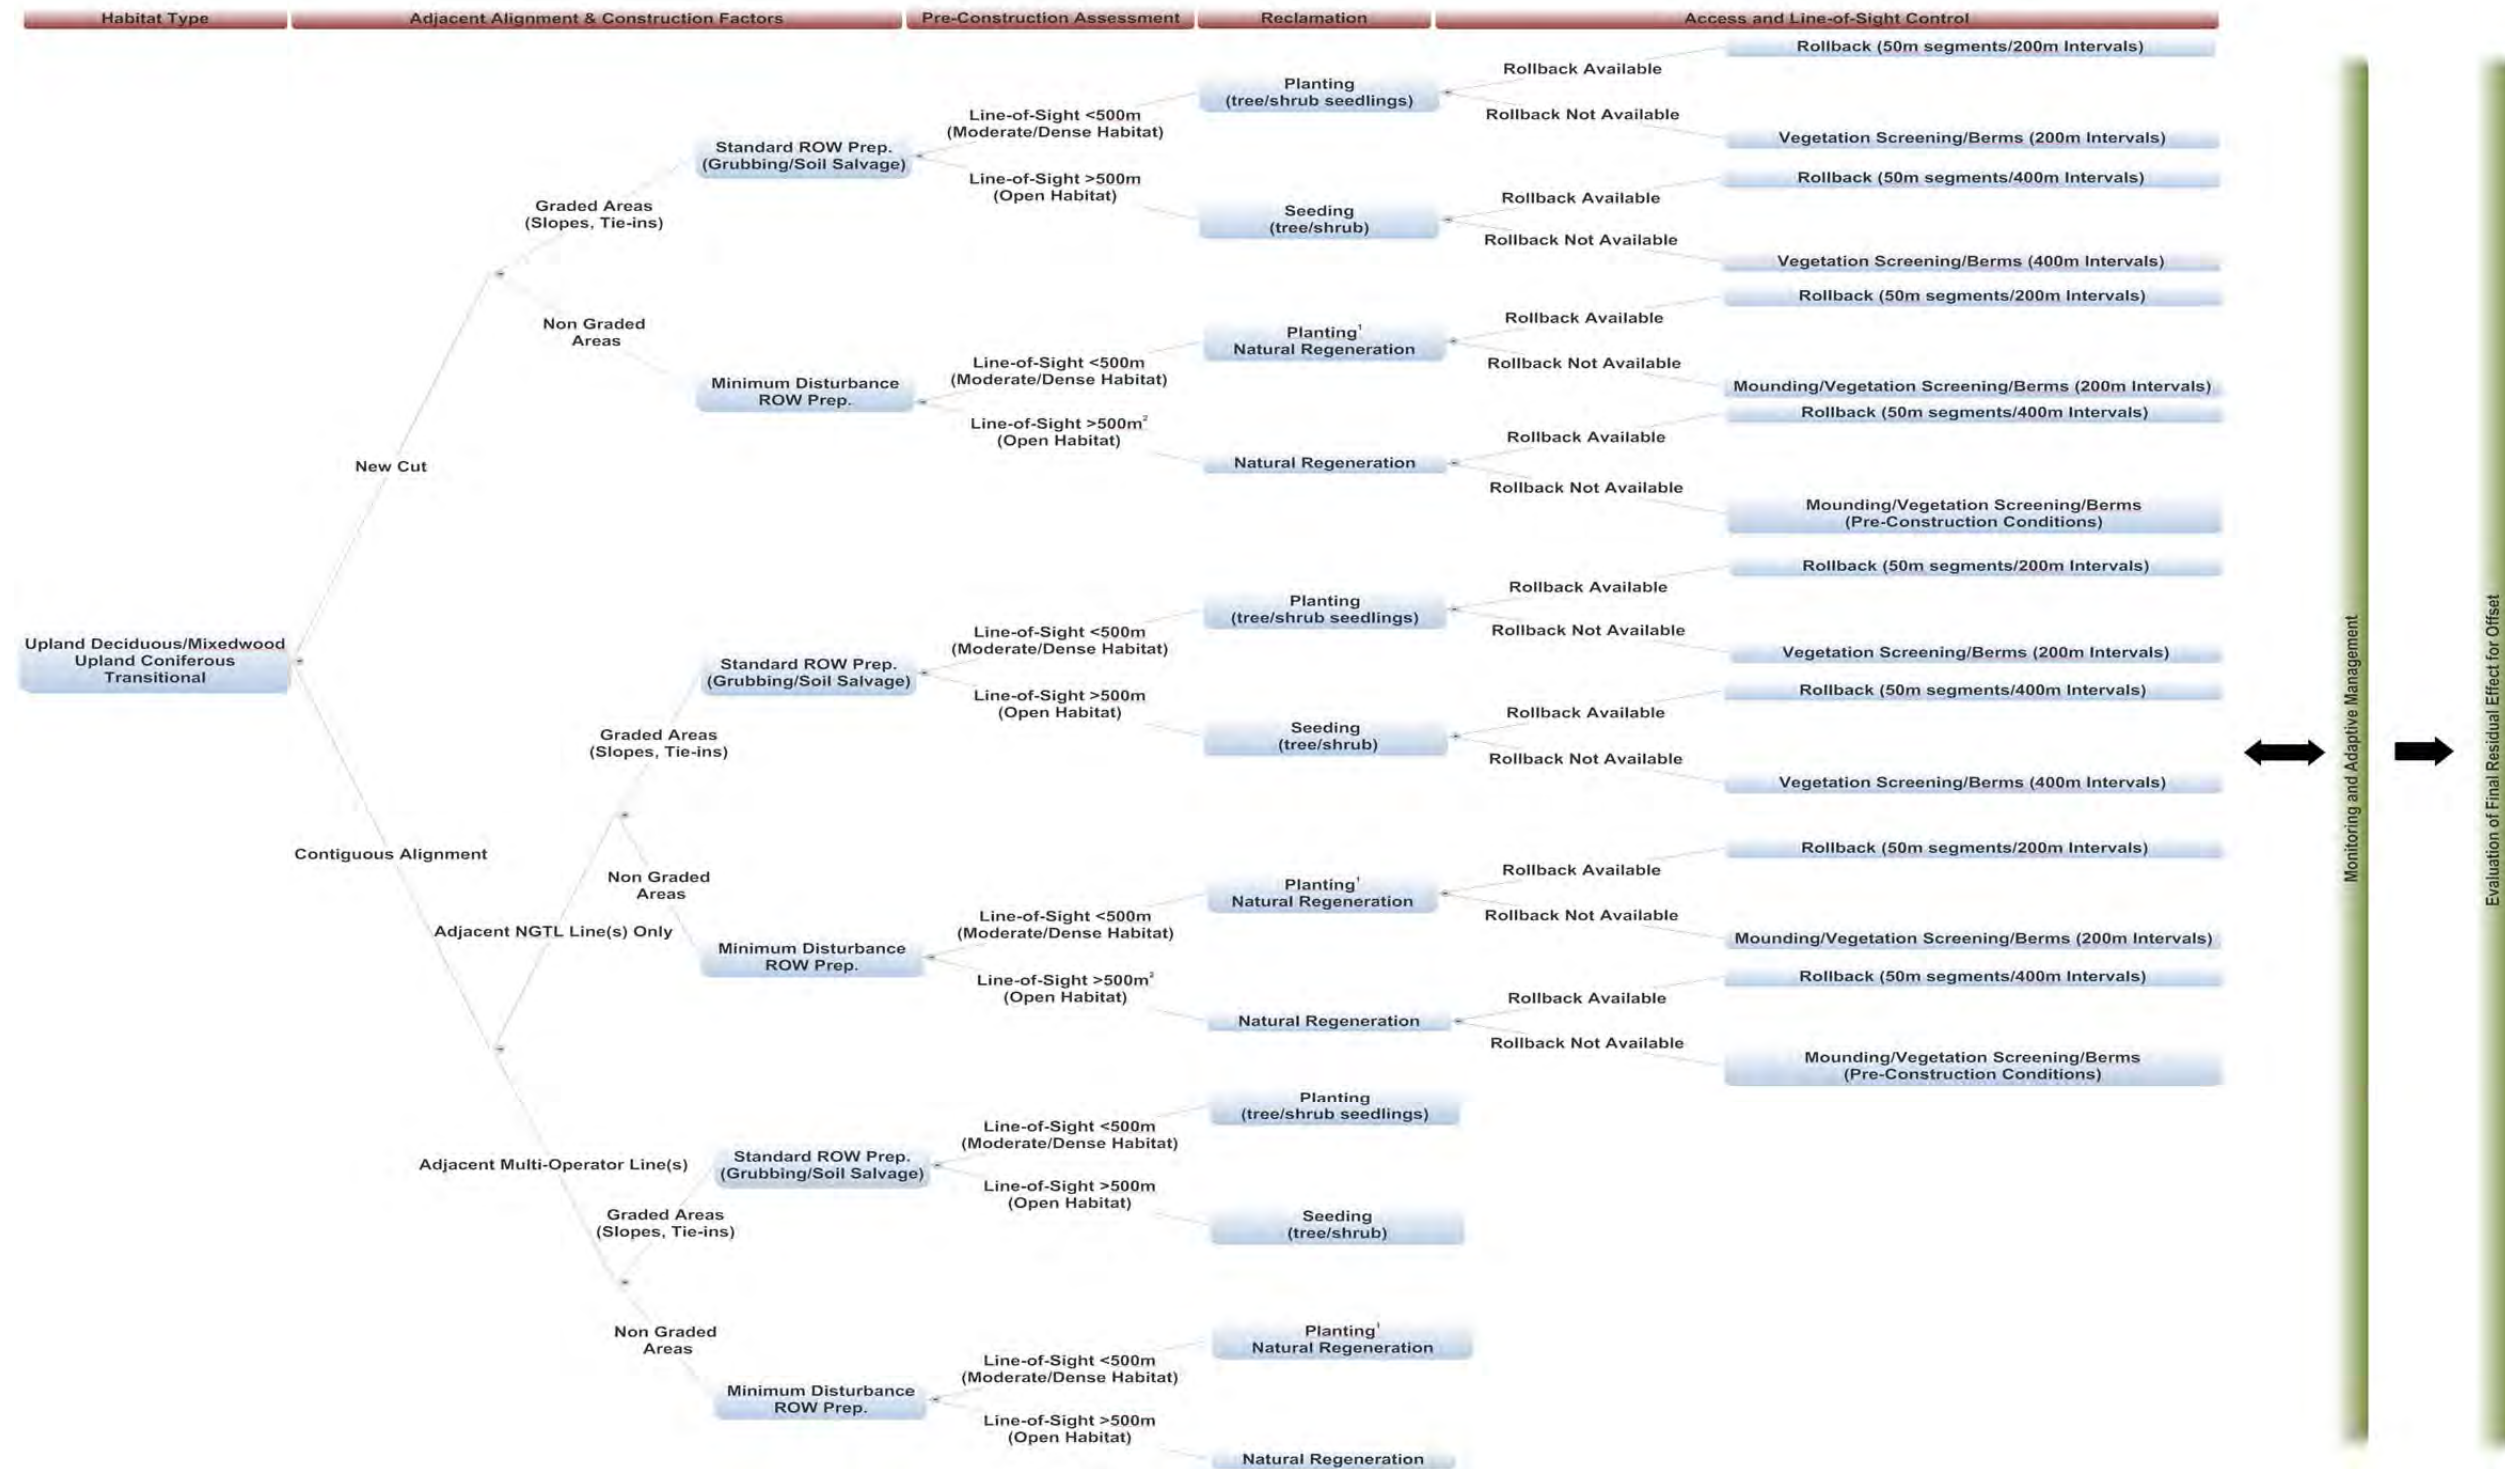 Habitat Type
Adjacent Alignment & Construction Factors
Pre-Construction Assessment
Reclamation
Access and Line-of-Sight Control
Upland Deciduous/Mixedwood
Upland Coniferous
Transitional
New Cut
Graded Areas
(Slopes, Tie-ins)
Standard ROW Prep.
(Grubbing/Soil Salvage)
Line-of-Sight <500m
(Moderate/Dense Habitat)
Planting
(tree/shrub seedlings)
Rollback Available
Rollback (50m segments/200m Intervals)
Rollback Not Available
Vegetation Screening/Berms (200m Intervals)
Line-of-Sight >500m
(Open Habitat)
Seeding
(tree/shrub)
Rollback Available
Rollback (50m segments/400m Intervals)
Rollback Not Available
Vegetation Screening/Berms (400m Intervals)
Non Graded
Areas
Minimum Disturbance
ROW Prep.
Line-of-Sight <500m
(Moderate/Dense Habitat)
Planting¹
Natural Regeneration
Rollback Available
Rollback (50m segments/200m Intervals)
Rollback Not Available
Mounding/Vegetation Screening/Berms (200m Intervals)
Line-of-Sight >500m²
(Open Habitat)
Natural Regeneration
Rollback Available
Rollback (50m segments/400m Intervals)
Rollback Not Available
Mounding/Vegetation Screening/Berms
(Pre-Construction Conditions)
Contiguous Alignment
Adjacent NGTL Line(s) Only
Graded Areas
(Slopes, Tie-ins)
Standard ROW Prep.
(Grubbing/Soil Salvage)
Line-of-Sight <500m
(Moderate/Dense Habitat)
Planting
(tree/shrub seedlings)
Rollback Available
Rollback (50m segments/200m Intervals)
Rollback Not Available
Vegetation Screening/Berms (200m Intervals)
Line-of-Sight >500m
(Open Habitat)
Seeding
(tree/shrub)
Rollback Available
Rollback (50m segments/400m Intervals)
Rollback Not Available
Vegetation Screening/Berms (400m Intervals)
Non Graded
Areas
Minimum Disturbance
ROW Prep.
Line-of-Sight <500m
(Moderate/Dense Habitat)
Planting¹
Natural Regeneration
Rollback Available
Rollback (50m segments/200m Intervals)
Rollback Not Available
Mounding/Vegetation Screening/Berms (200m Intervals)
Line-of-Sight >500m²
(Open Habitat)
Natural Regeneration
Rollback Available
Rollback (50m segments/400m Intervals)
Rollback Not Available
Mounding/Vegetation Screening/Berms
(Pre-Construction Conditions)
Adjacent Multi-Operator Line(s)
Graded Areas
(Slopes, Tie-ins)
Standard ROW Prep.
(Grubbing/Soil Salvage)
Line-of-Sight <500m
(Moderate/Dense Habitat)
Planting
(tree/shrub seedlings)
Line-of-Sight >500m
(Open Habitat)
Seeding
(tree/shrub)
Non Graded
Areas
Minimum Disturbance
ROW Prep.
Line-of-Sight <500m
(Moderate/Dense Habitat)
Planting¹
Natural Regeneration
Line-of-Sight >500m
(Open Habitat)
Natural Regeneration
Monitoring and Adaptive Management
Evaluation of Final Residual Effect for Offset